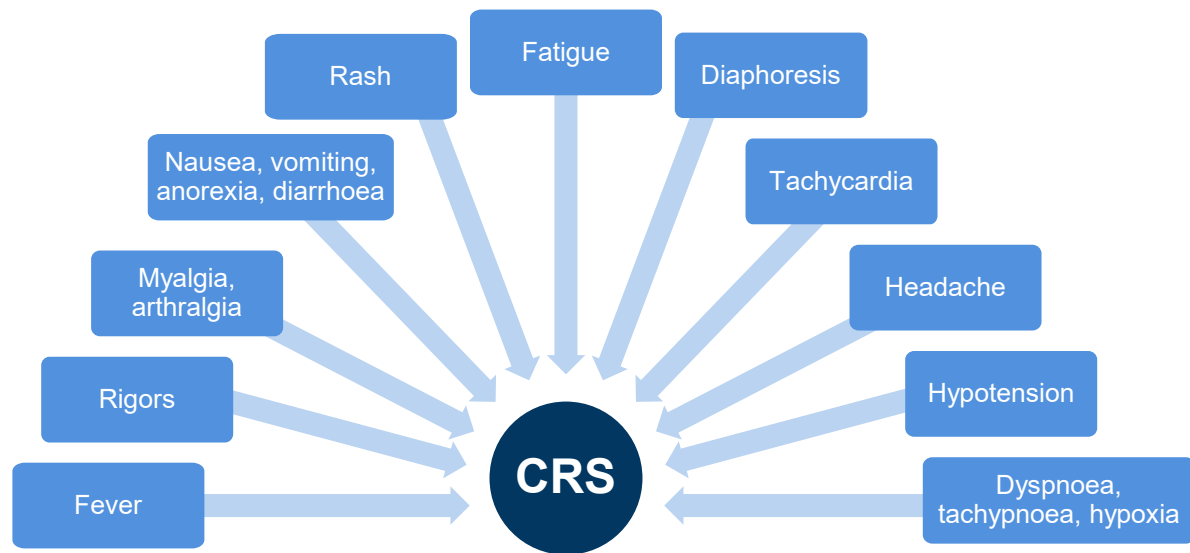 Fatigue
Rash
Diaphoresis
Nausea, vomiting,
anorexia, diarrhoea
Tachycardia
Myalgia,
arthralgia
Headache
Rigors
Hypotension
Fever
CRS
Dyspnoea,
tachypnoea, hypoxia